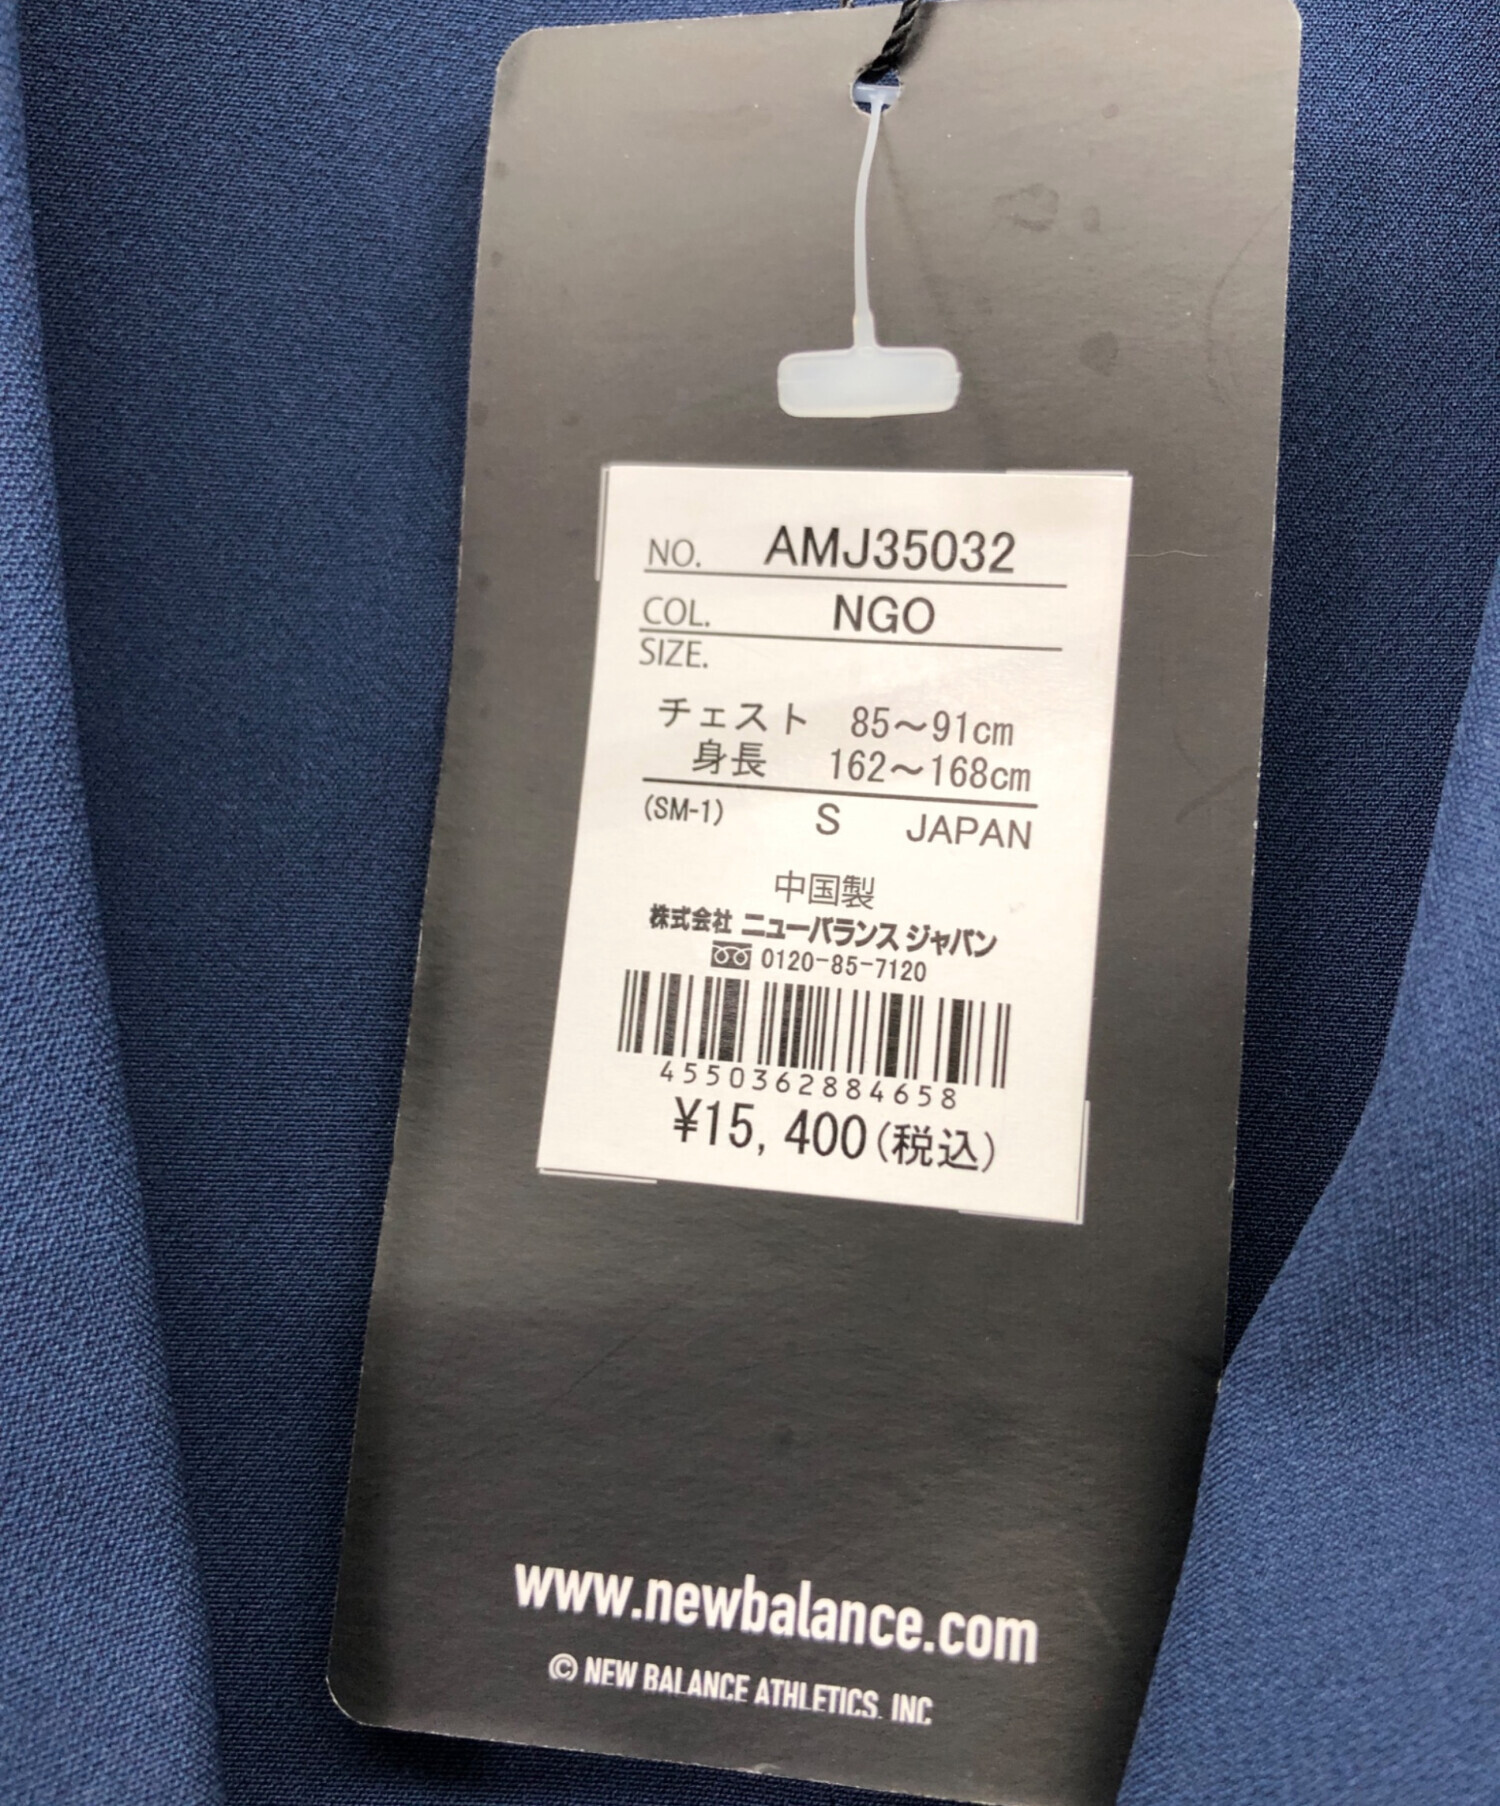 NO. AMJ35032
COL. NGO
SIZE.
チェスト 85～91cm
身長 162～168cm
(SM-1) S JAPAN
中国製
株式会社 ニューバランス ジャパン
0120-85-7120
4550362884658
¥15,400(税込)
www.newbalance.com
© NEW BALANCE ATHLETICS. INC